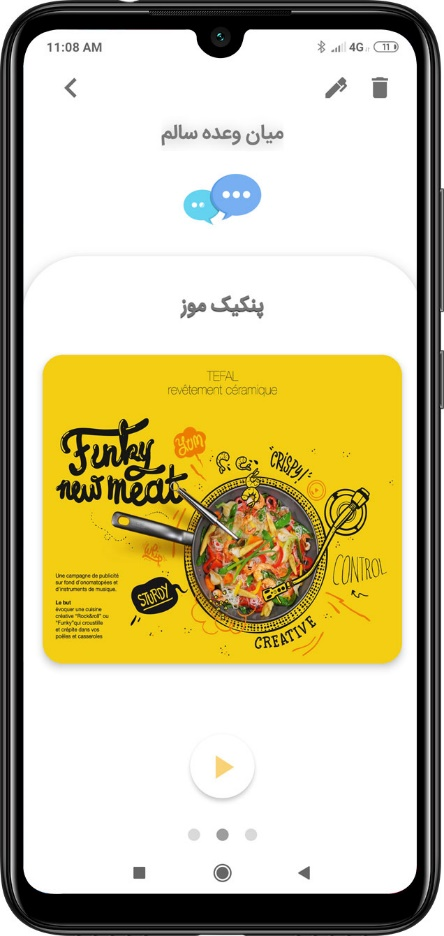 11:08 AM
4G
11
میان وعده سالم
پنکیک موز
TEFAL
revêtement céramique
Funky
new meat
Yum
CRISPY!
CONTROL
STURDY
CREATIVE
Une campagne de publicité
sur fond d'onomatopées et
d'instruments de musique.
Le but
évoquer une cuisine
créative "Rock&roll" ou
"Funky"qui croustille
et crépite dans vos
poêles et casseroles